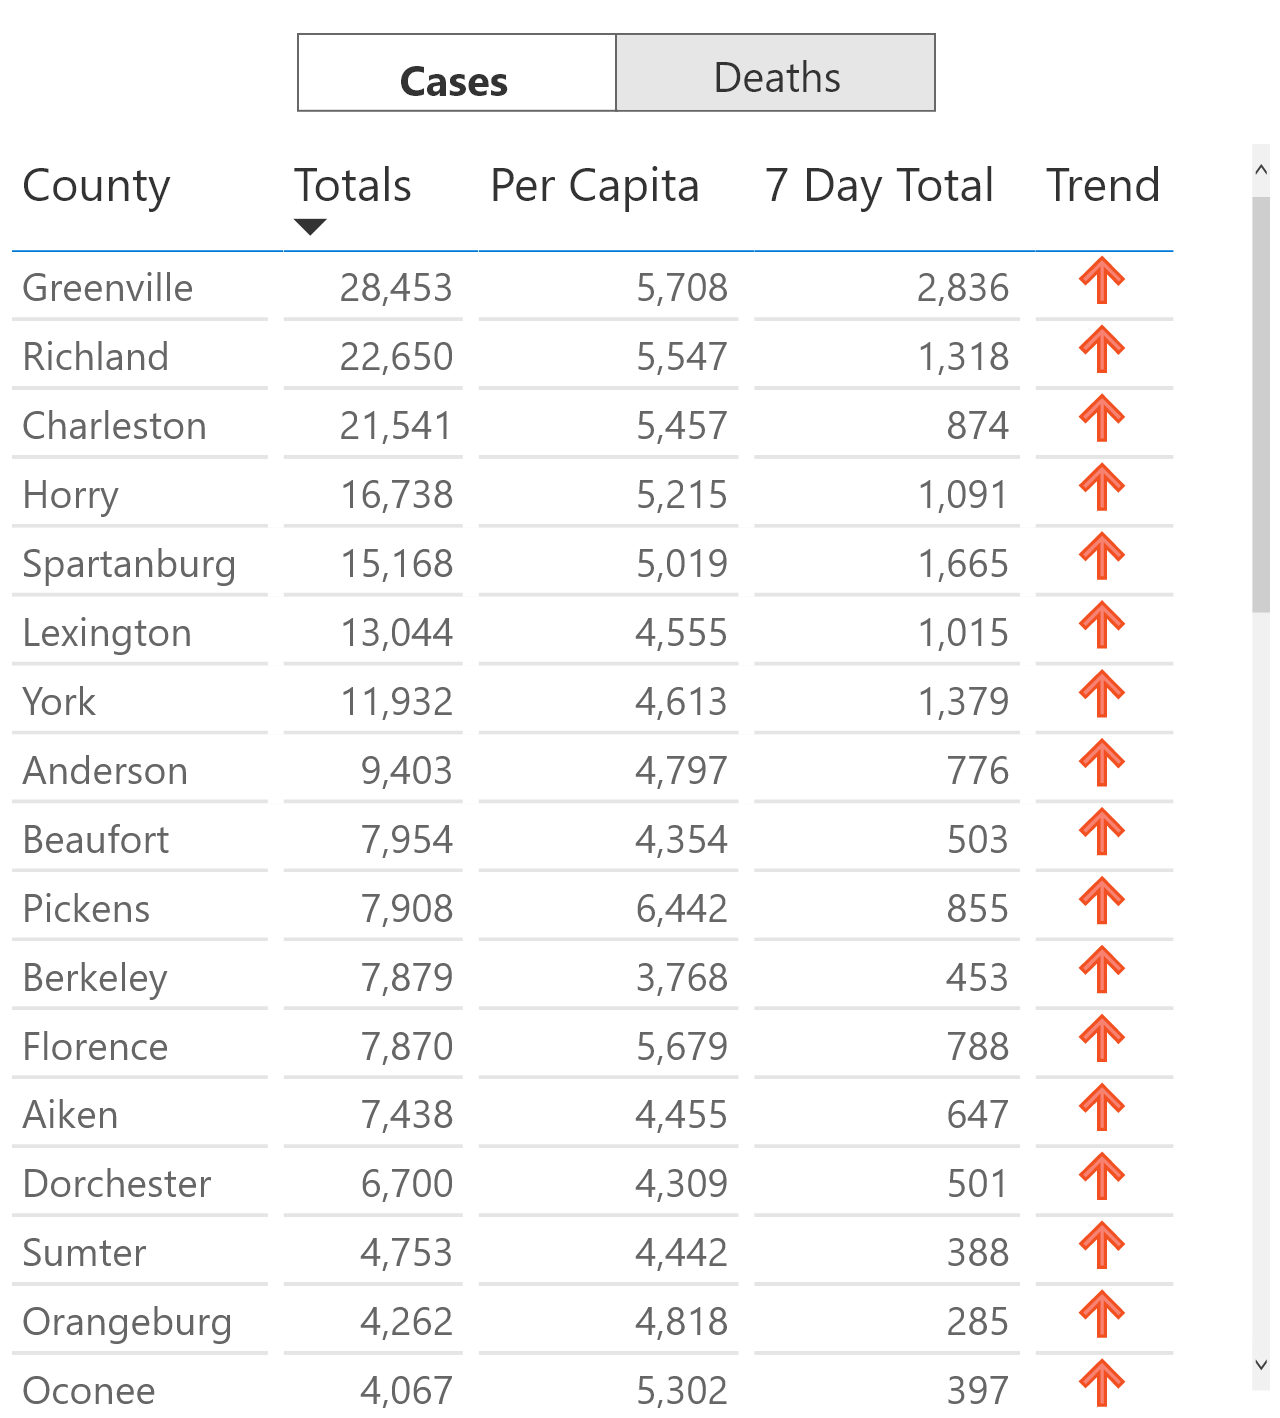 Cases Deaths
County Totals Per Capita 7 Day Total Trend
Greenville 28,453 5,708 2,836
Richland 22,650 5,547 1,318
Charleston 21,541 5,457 874
Horry 16,738 5,215 1,091
Spartanburg 15,168 5,019 1,665
Lexington 13,044 4,555 1,015
York 11,932 4,613 1,379
Anderson 9,403 4,797 776
Beaufort 7,954 4,354 503
Pickens 7,908 6,442 855
Berkeley 7,879 3,768 453
Florence 7,870 5,679 788
Aiken 7,438 4,455 647
Dorchester 6,700 4,309 501
Sumter 4,753 4,442 388
Orangeburg 4,262 4,818 285
Oconee 4,067 5,302 397